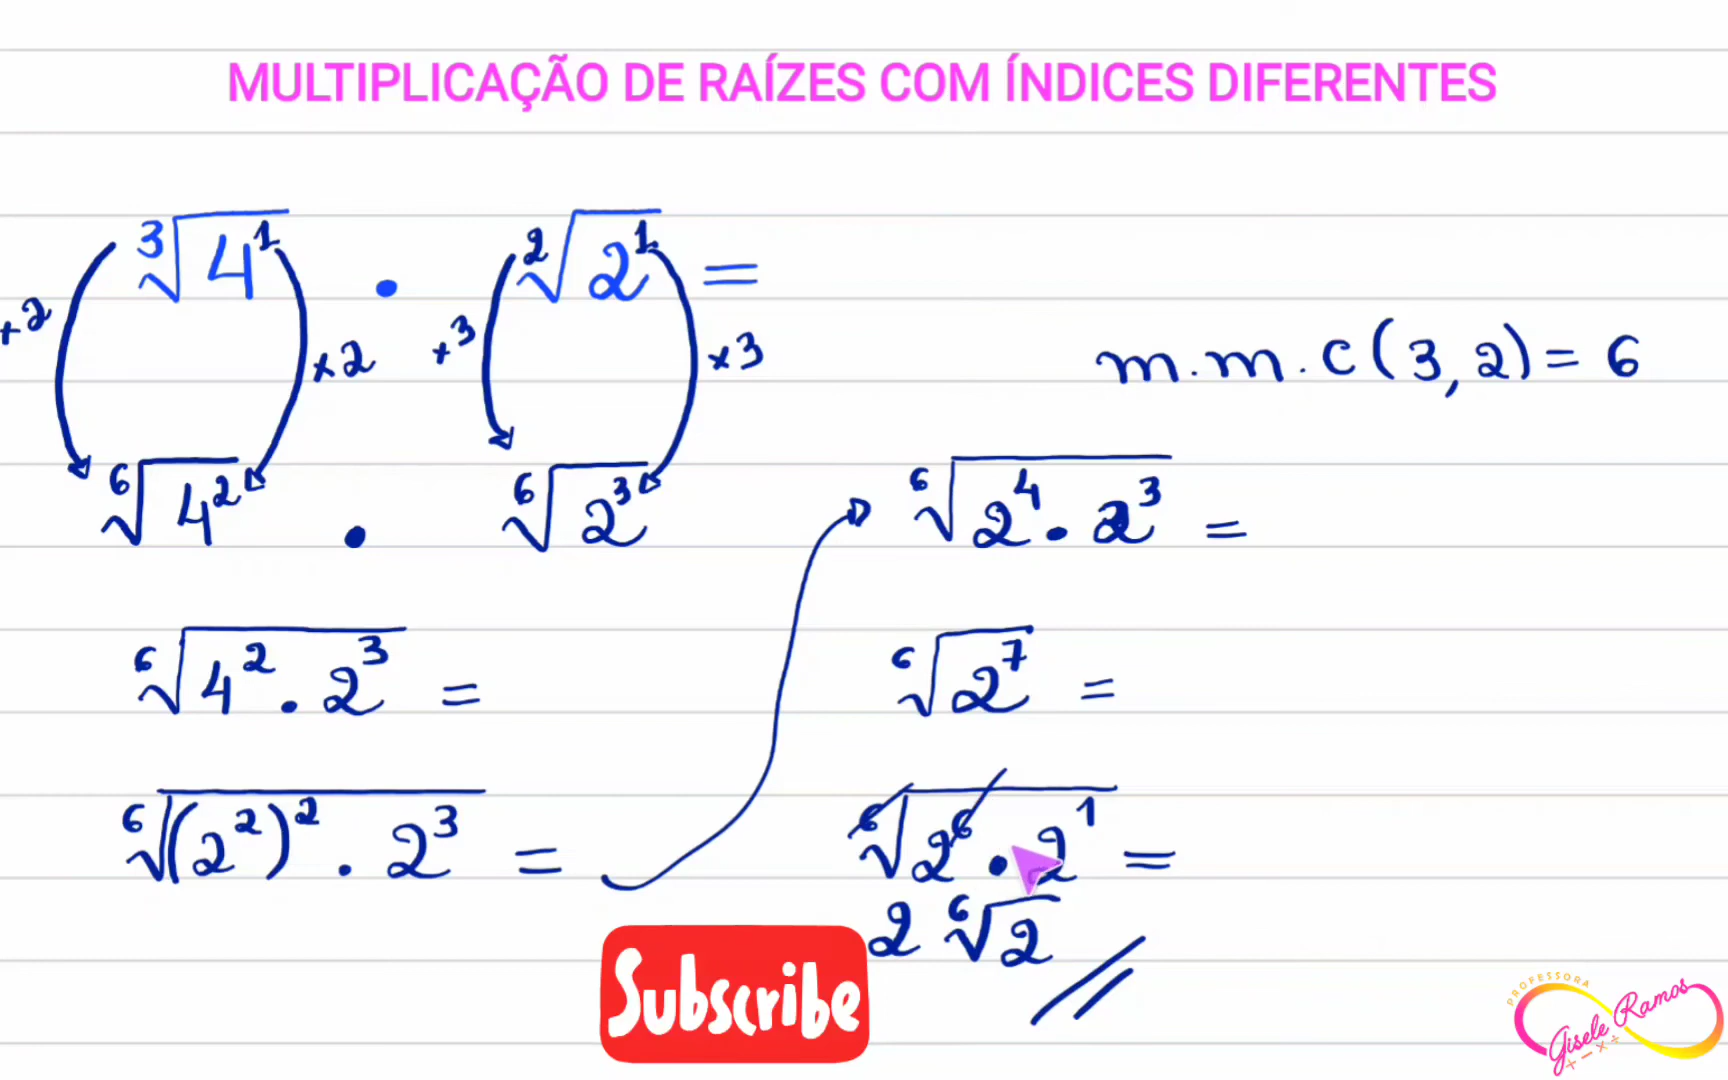 MULTIPLICAÇÃO DE RAÍZES COM ÍNDICES DIFERENTES
∛4¹ · ²√2¹ =
+2 ×2 +3 ×3
m.m.c(3,2)=6
⁶√4² · ⁶√2³
⁶√4² · 2³ =
⁶√(2²)² · 2³ =
⁶√2⁴ · 2³ =
⁶√2⁷ =
⁶√2⁶ · 2¹ =
2 ⁶√2
Subscribe
PROFESSORA
Gisele Ramos
+ − × ÷